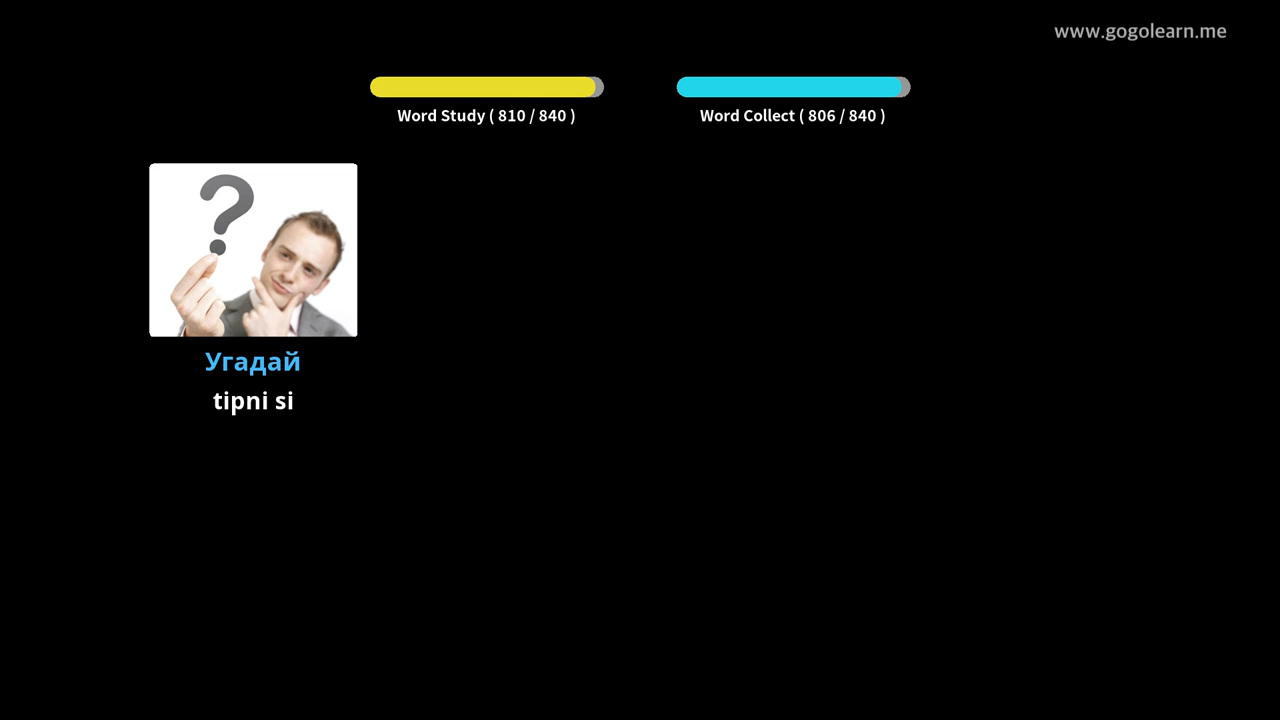 www.gogolearn.me
Word Study ( 810 / 840 )
Word Collect ( 806 / 840 )
Угадай
tipni si